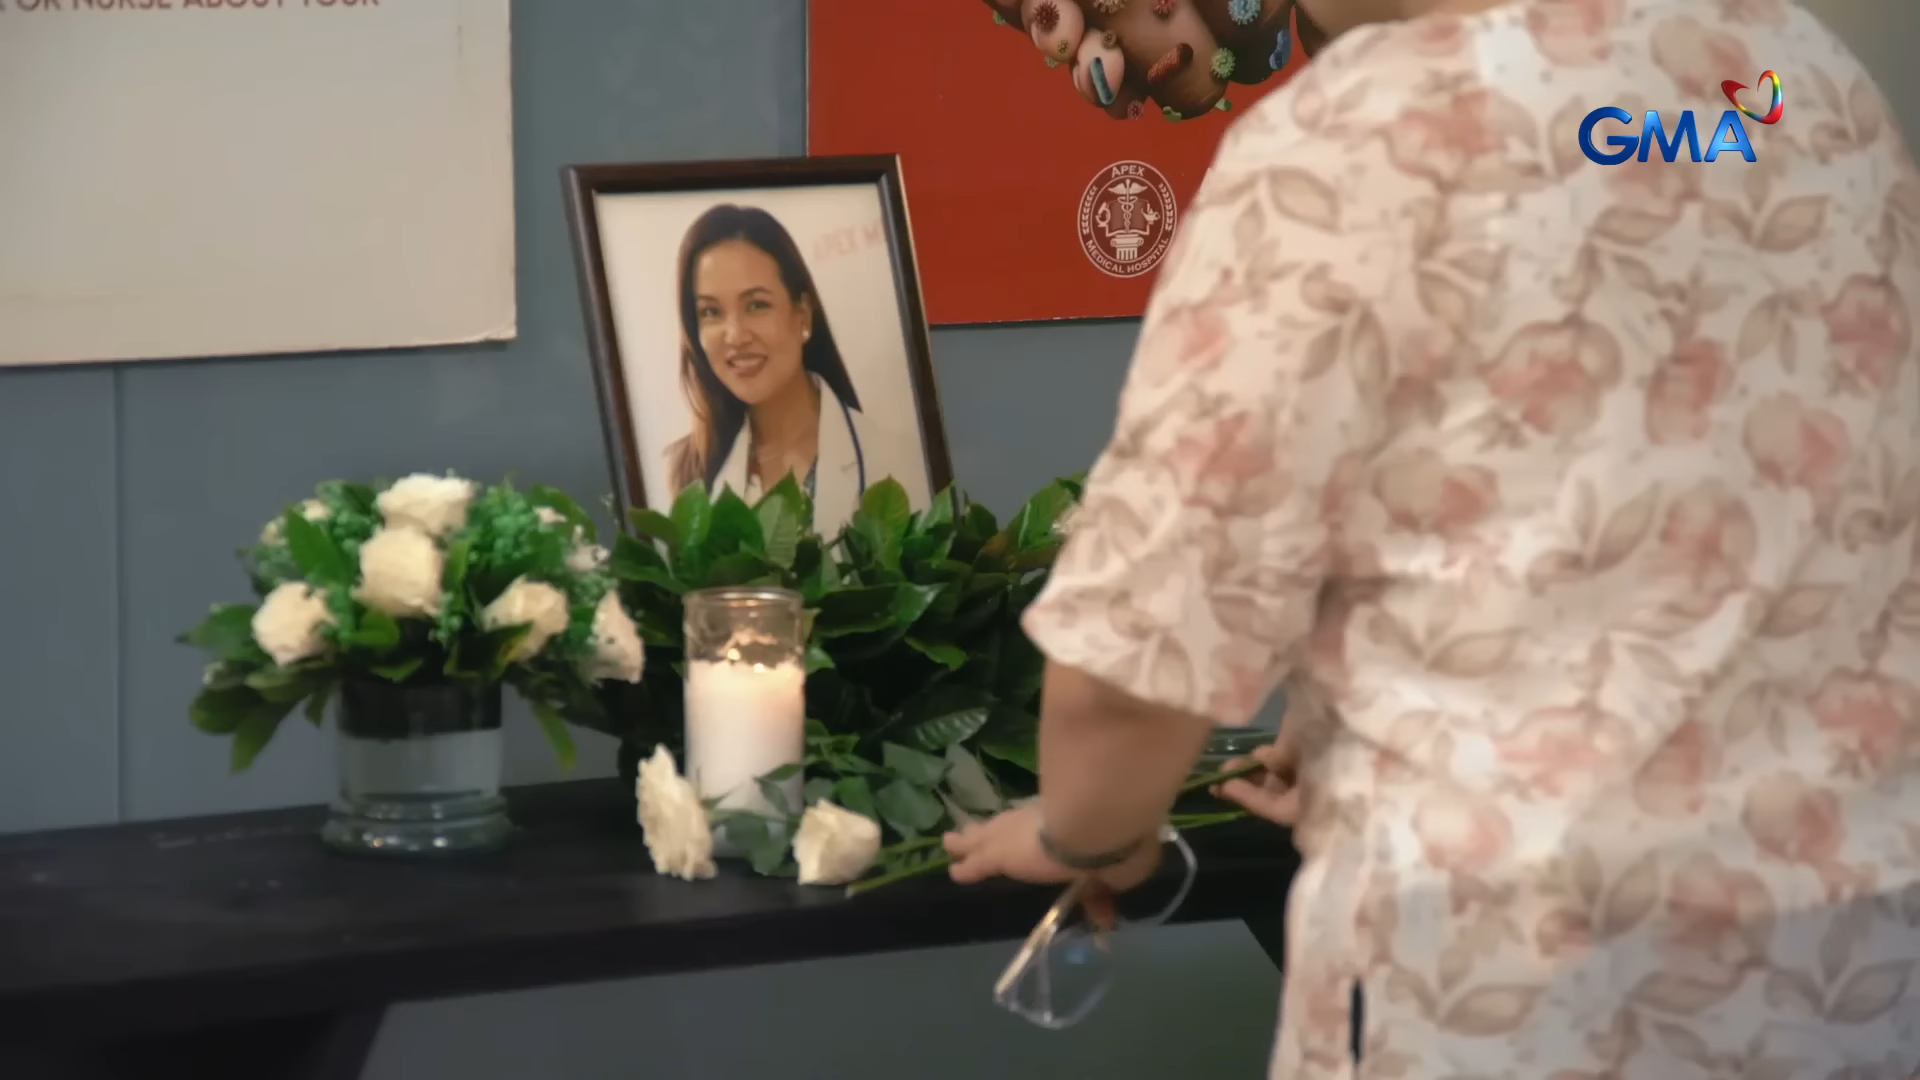 OR NURSE ABOUT YOUR
GMA
APEX M
APEX
MEDICAL HOSPITAL